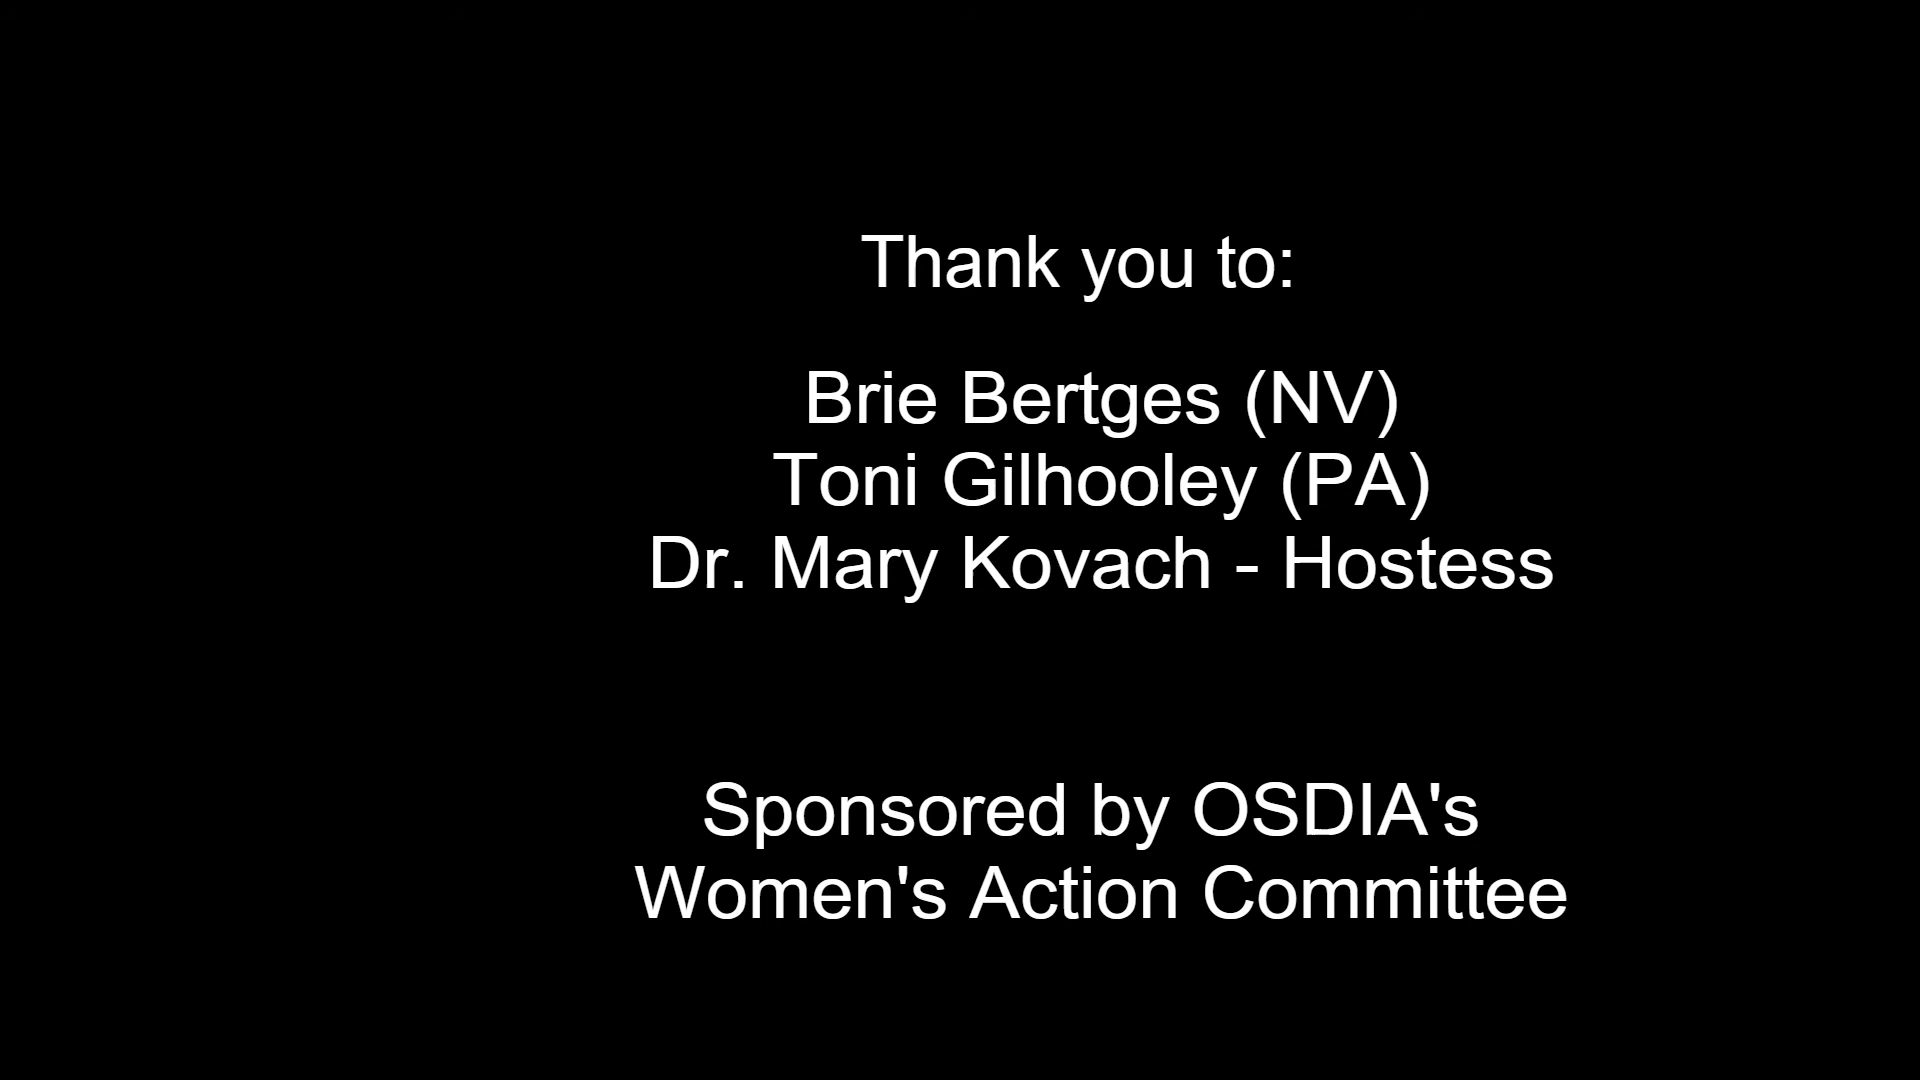 Thank you to:
Brie Bertges (NV)
Toni Gilhooley (PA)
Dr. Mary Kovach - Hostess
Sponsored by OSDIA's
Women's Action Committee